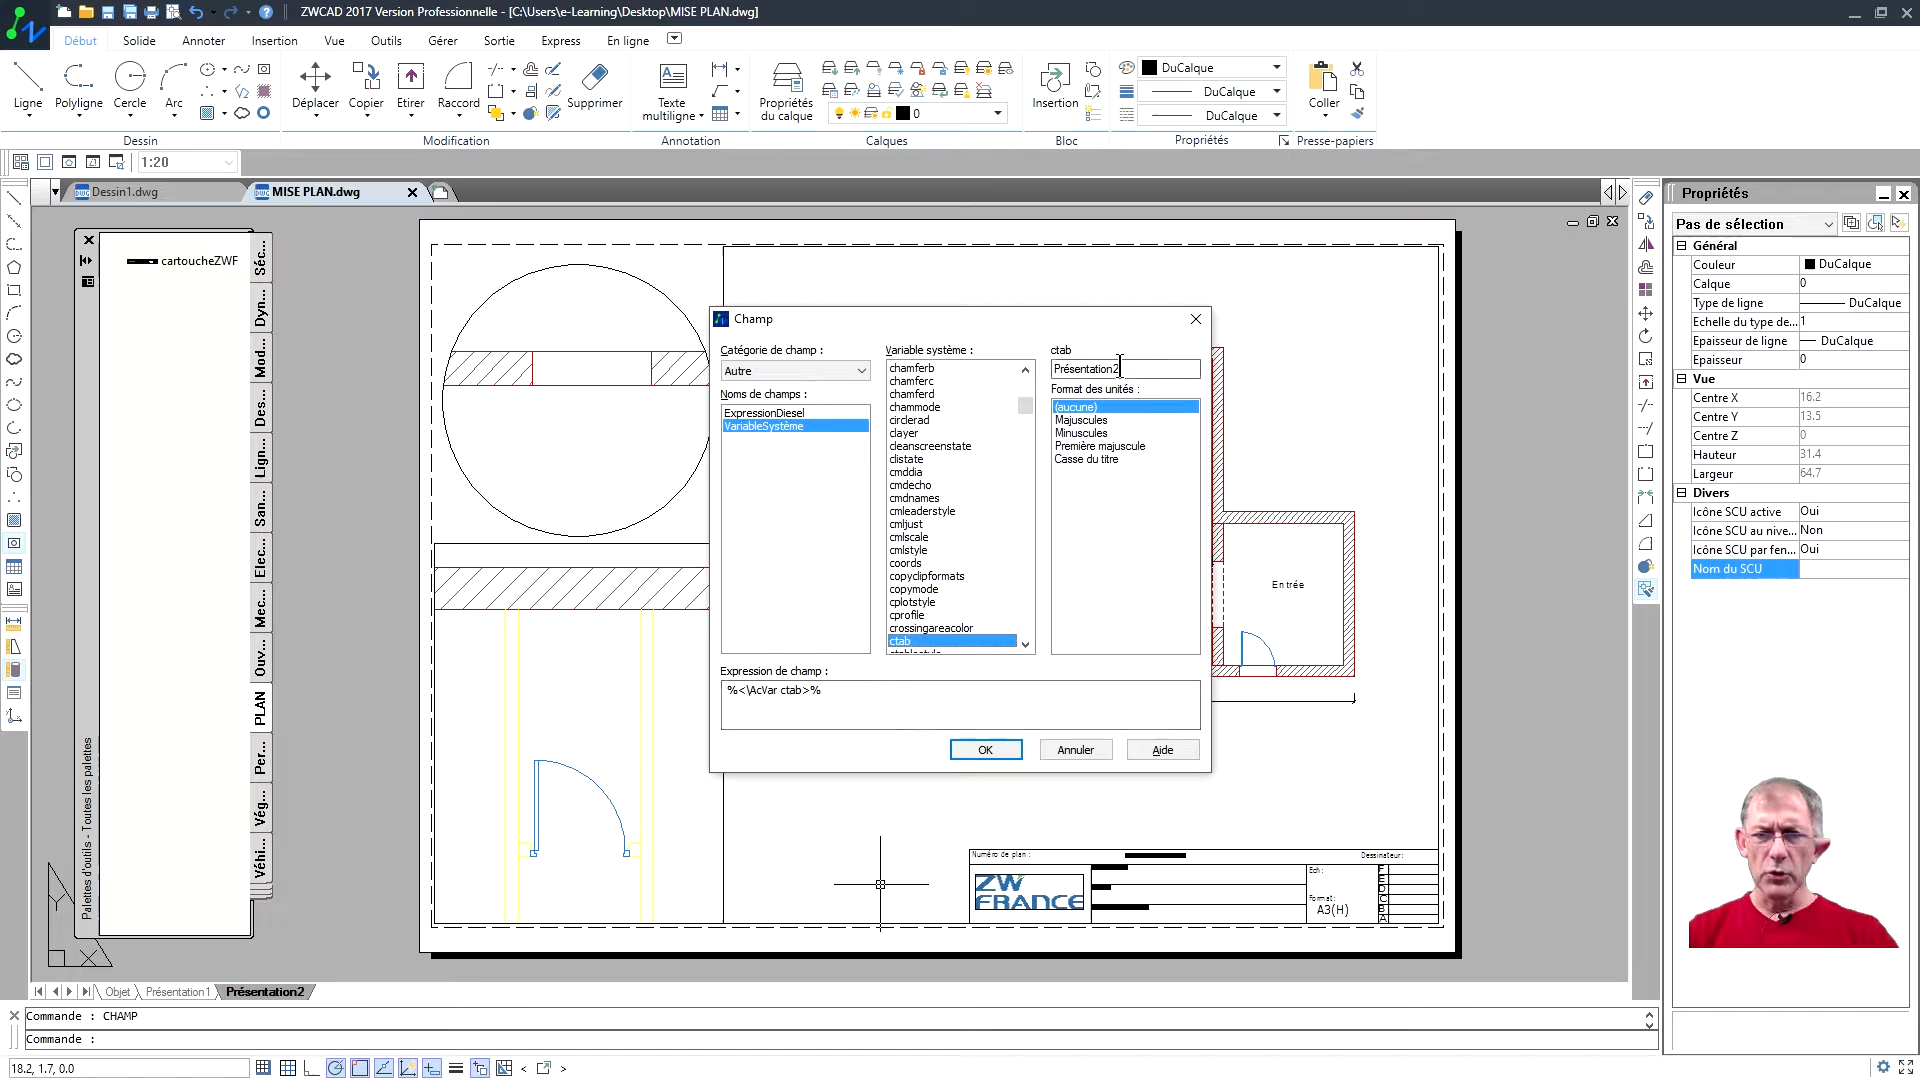 ZWCAD 2017 Version Professionnelle - [C:\Users\e-Learning\Desktop\MISE PLAN.dwg]
Début Solide Annoter Insertion Vue Outils Gérer Sortie Express En ligne
Ligne Polyligne Cercle Arc Déplacer Copier Etirer Raccord Supprimer Texte multiligne Propriétés du calque 0 Insertion DuCalque DuCalque DuCalque Coller
Dessin Modification Annotation Calques Bloc Propriétés Presse-papiers
1:20
Dessin1.dwg MISE PLAN.dwg
cartoucheZWF
Séc...
Dyn...
Mod...
Des...
Lign...
San...
Elec...
Mec...
Ouv...
PLAN
Per...
Vég...
Véhi...
Palettes d'outils - Toutes les palettes
Champ
Catégorie de champ :
Autre
Noms de champs :
ExpressionDiesel
VariableSystème
Variable système :
chamferb
chamferc
chamferd
chammode
circlerad
clayer
cleanscreenstate
clistate
cmddia
cmdecho
cmdnames
cmleaderstyle
cmljust
cmlscale
cmlstyle
coords
copyclipformats
copymode
cplotstyle
cprofile
crossingareacolor
ctab
ctab
Présentation2
Format des unités :
(aucune)
Majuscules
Minuscules
Première majuscule
Casse du titre
Expression de champ :
%<\AcVar ctab>%
OK Annuler Aide
Entrée
Numéro de plan :
Dessinateur:
ZW
FRANCE
Ech :
Format:
A3(H)
F
E
D
C
B
A
Propriétés
Pas de sélection
Général
Couleur DuCalque
Calque 0
Type de ligne DuCalque
Echelle du type de... 1
Epaisseur de ligne DuCalque
Epaisseur 0
Vue
Centre X 16.2
Centre Y 13.5
Centre Z 0
Hauteur 31.4
Largeur 64.7
Divers
Icône SCU active Oui
Icône SCU au nive... Non
Icône SCU par fen... Oui
Nom du SCU
Y
X
Objet Présentation1 Présentation2
Commande : CHAMP
Commande :
18.2, 1.7, 0.0